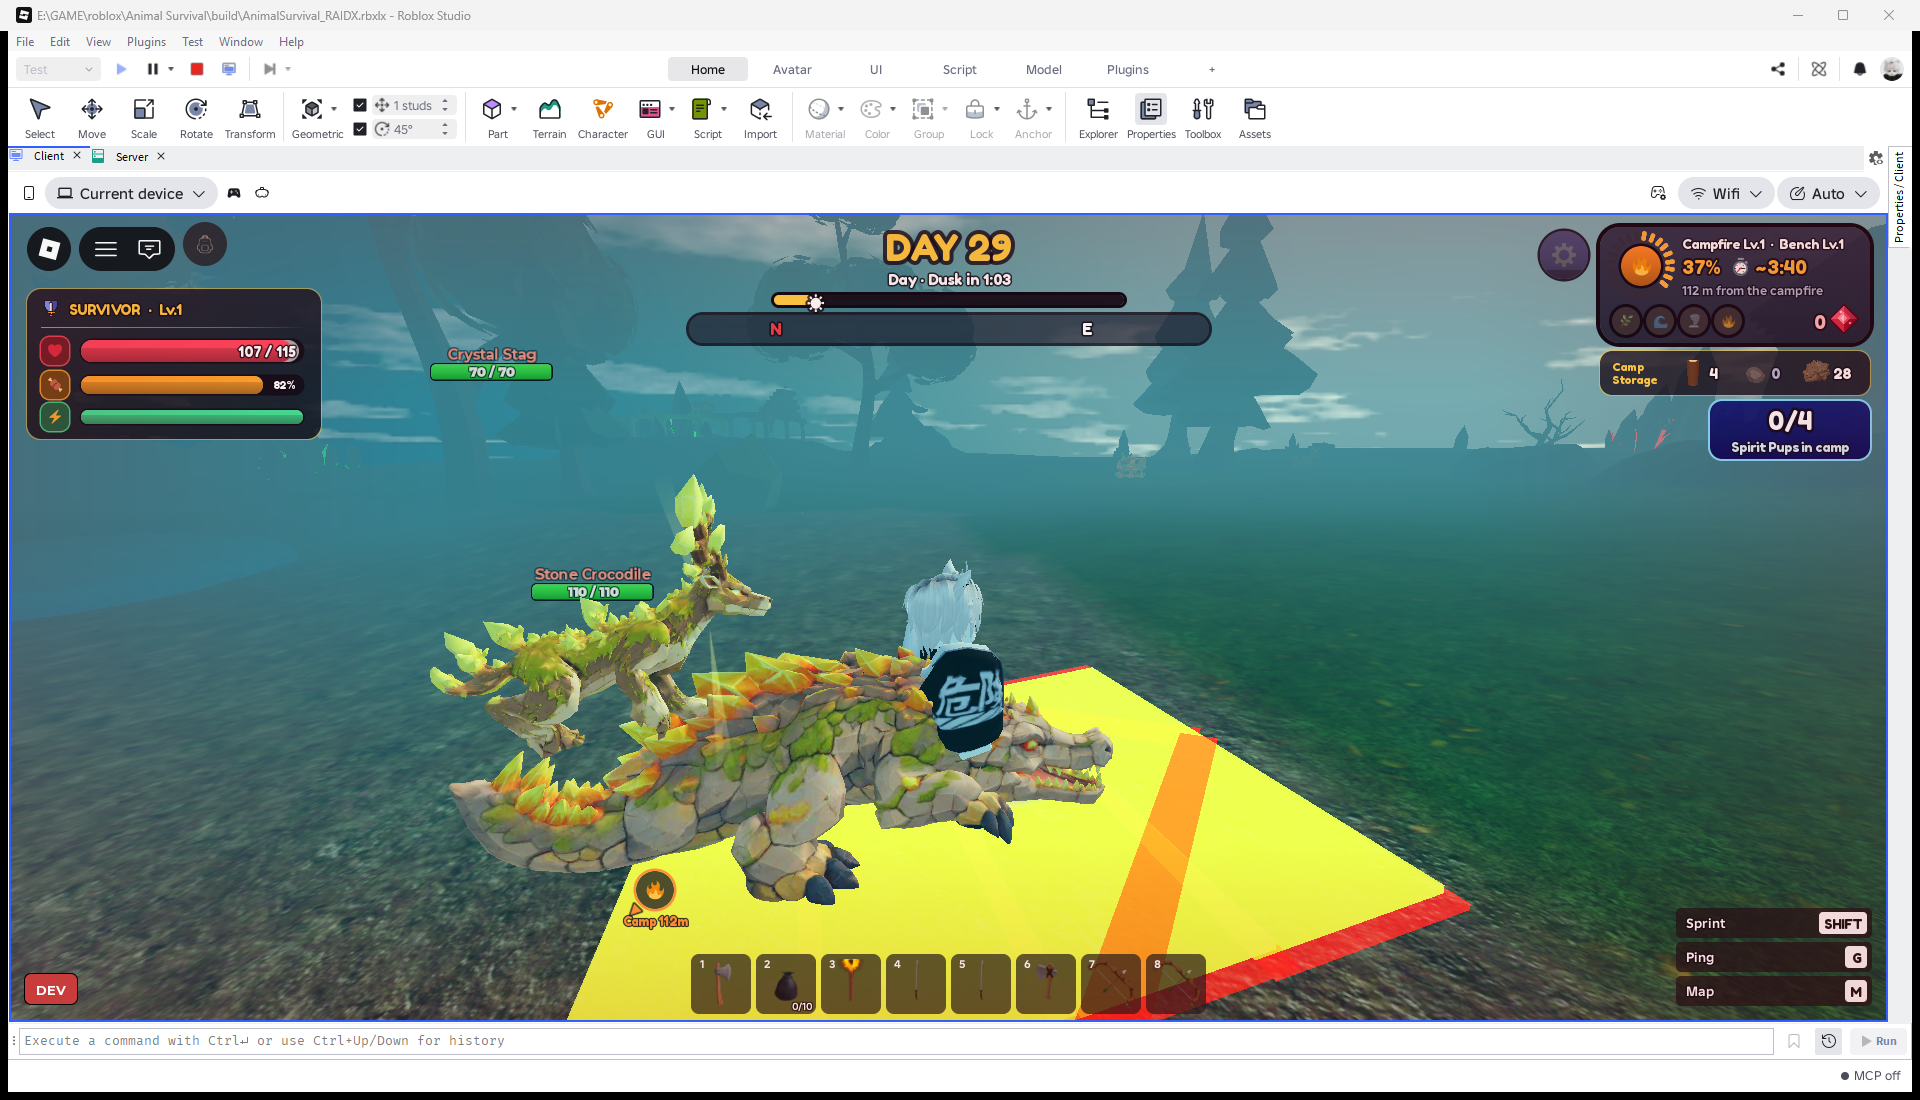 E:\GAME\roblox\Animal Survival\build\AnimalSurvival_RAIDX.rbxlx - Roblox Studio
File Edit View Plugins Test Window Help
Test
Home Avatar UI Script Model Plugins +
Select Move Scale Rotate Transform Geometric
1 studs
45°
Part Terrain Character GUI Script Import Material Color Group Lock Anchor Explorer Properties Toolbox Assets
Client Server
Properties / Client
Current device
Wifi Auto
DAY 29
Day · Dusk in 1:03
N E
SURVIVOR · Lv.1
107 / 115
82%
Campfire Lv.1 · Bench Lv.1
37% ~3:40
112 m from the campfire
0
Camp Storage
4 0 28
0/4
Spirit Pups in camp
Crystal Stag
70 / 70
Stone Crocodile
110 / 110
危険
Camp 112m
DEV
1 2 3 4 5 6 7 8
0/10
Sprint SHIFT
Ping G
Map M
Execute a command with Ctrl↵ or use Ctrl+Up/Down for history
Run
MCP off